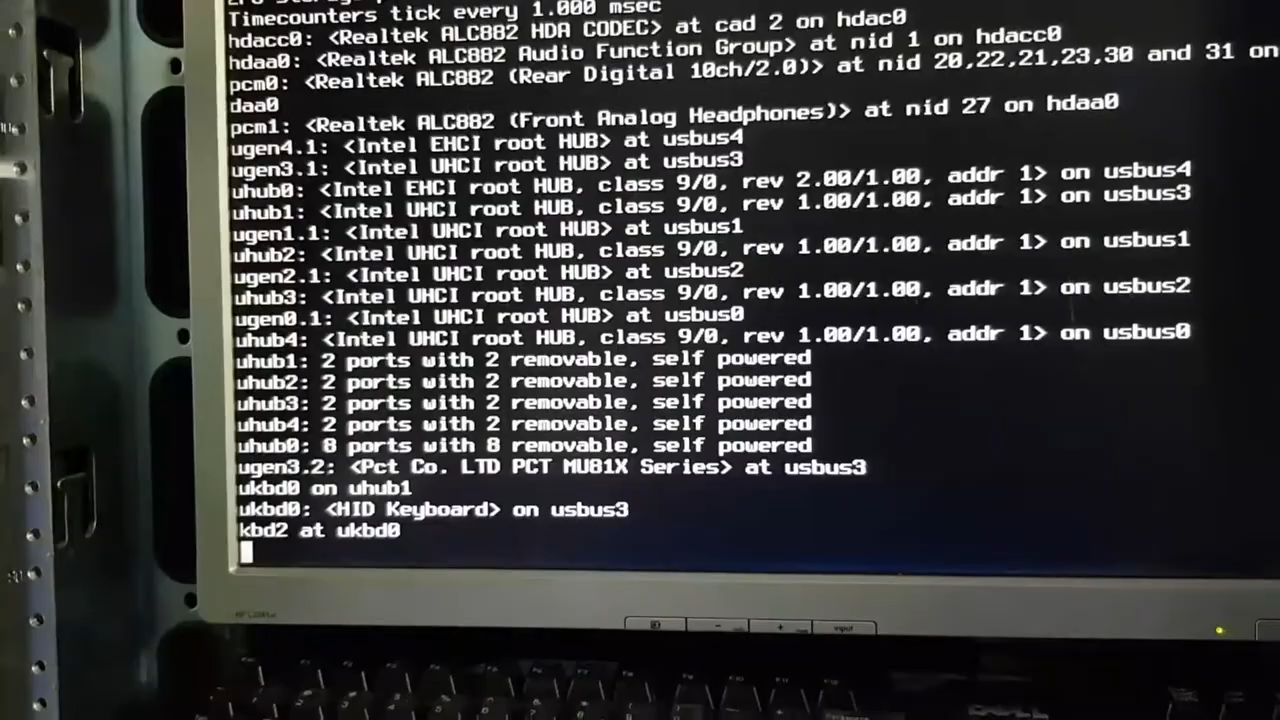 Timecounters tick every 1.000 msec
hdacc0: <Realtek ALC882 HDA CODEC> at cad 2 on hdac0
hdaa0: <Realtek ALC882 Audio Function Group> at nid 1 on hdacc0
pcm0: <Realtek ALC882 (Rear Digital 10ch/2.0)> at nid 20,22,21,23,30 and 31 on
daa0
pcm1: <Realtek ALC882 (Front Analog Headphones)> at nid 27 on hdaa0
ugen4.1: <Intel EHCI root HUB> at usbus4
ugen3.1: <Intel UHCI root HUB> at usbus3
uhub0: <Intel EHCI root HUB, class 9/0, rev 2.00/1.00, addr 1> on usbus4
uhub1: <Intel UHCI root HUB, class 9/0, rev 1.00/1.00, addr 1> on usbus3
ugen1.1: <Intel UHCI root HUB> at usbus1
uhub2: <Intel UHCI root HUB, class 9/0, rev 1.00/1.00, addr 1> on usbus1
ugen2.1: <Intel UHCI root HUB> at usbus2
uhub3: <Intel UHCI root HUB, class 9/0, rev 1.00/1.00, addr 1> on usbus2
ugen0.1: <Intel UHCI root HUB> at usbus0
uhub4: <Intel UHCI root HUB, class 9/0, rev 1.00/1.00, addr 1> on usbus0
uhub1: 2 ports with 2 removable, self powered
uhub2: 2 ports with 2 removable, self powered
uhub3: 2 ports with 2 removable, self powered
uhub4: 2 ports with 2 removable, self powered
uhub0: 8 ports with 8 removable, self powered
ugen3.2: <Pct Co. LTD PCT MU81X Series> at usbus3
ukbd0 on uhub1
ukbd0: <HID Keyboard> on usbus3
kbd2 at ukbd0
- + input